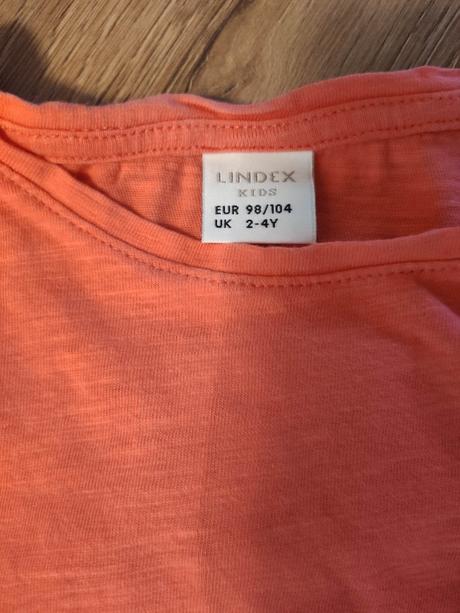 LINDEX
KIDS
EUR 98/104
UK 2-4Y